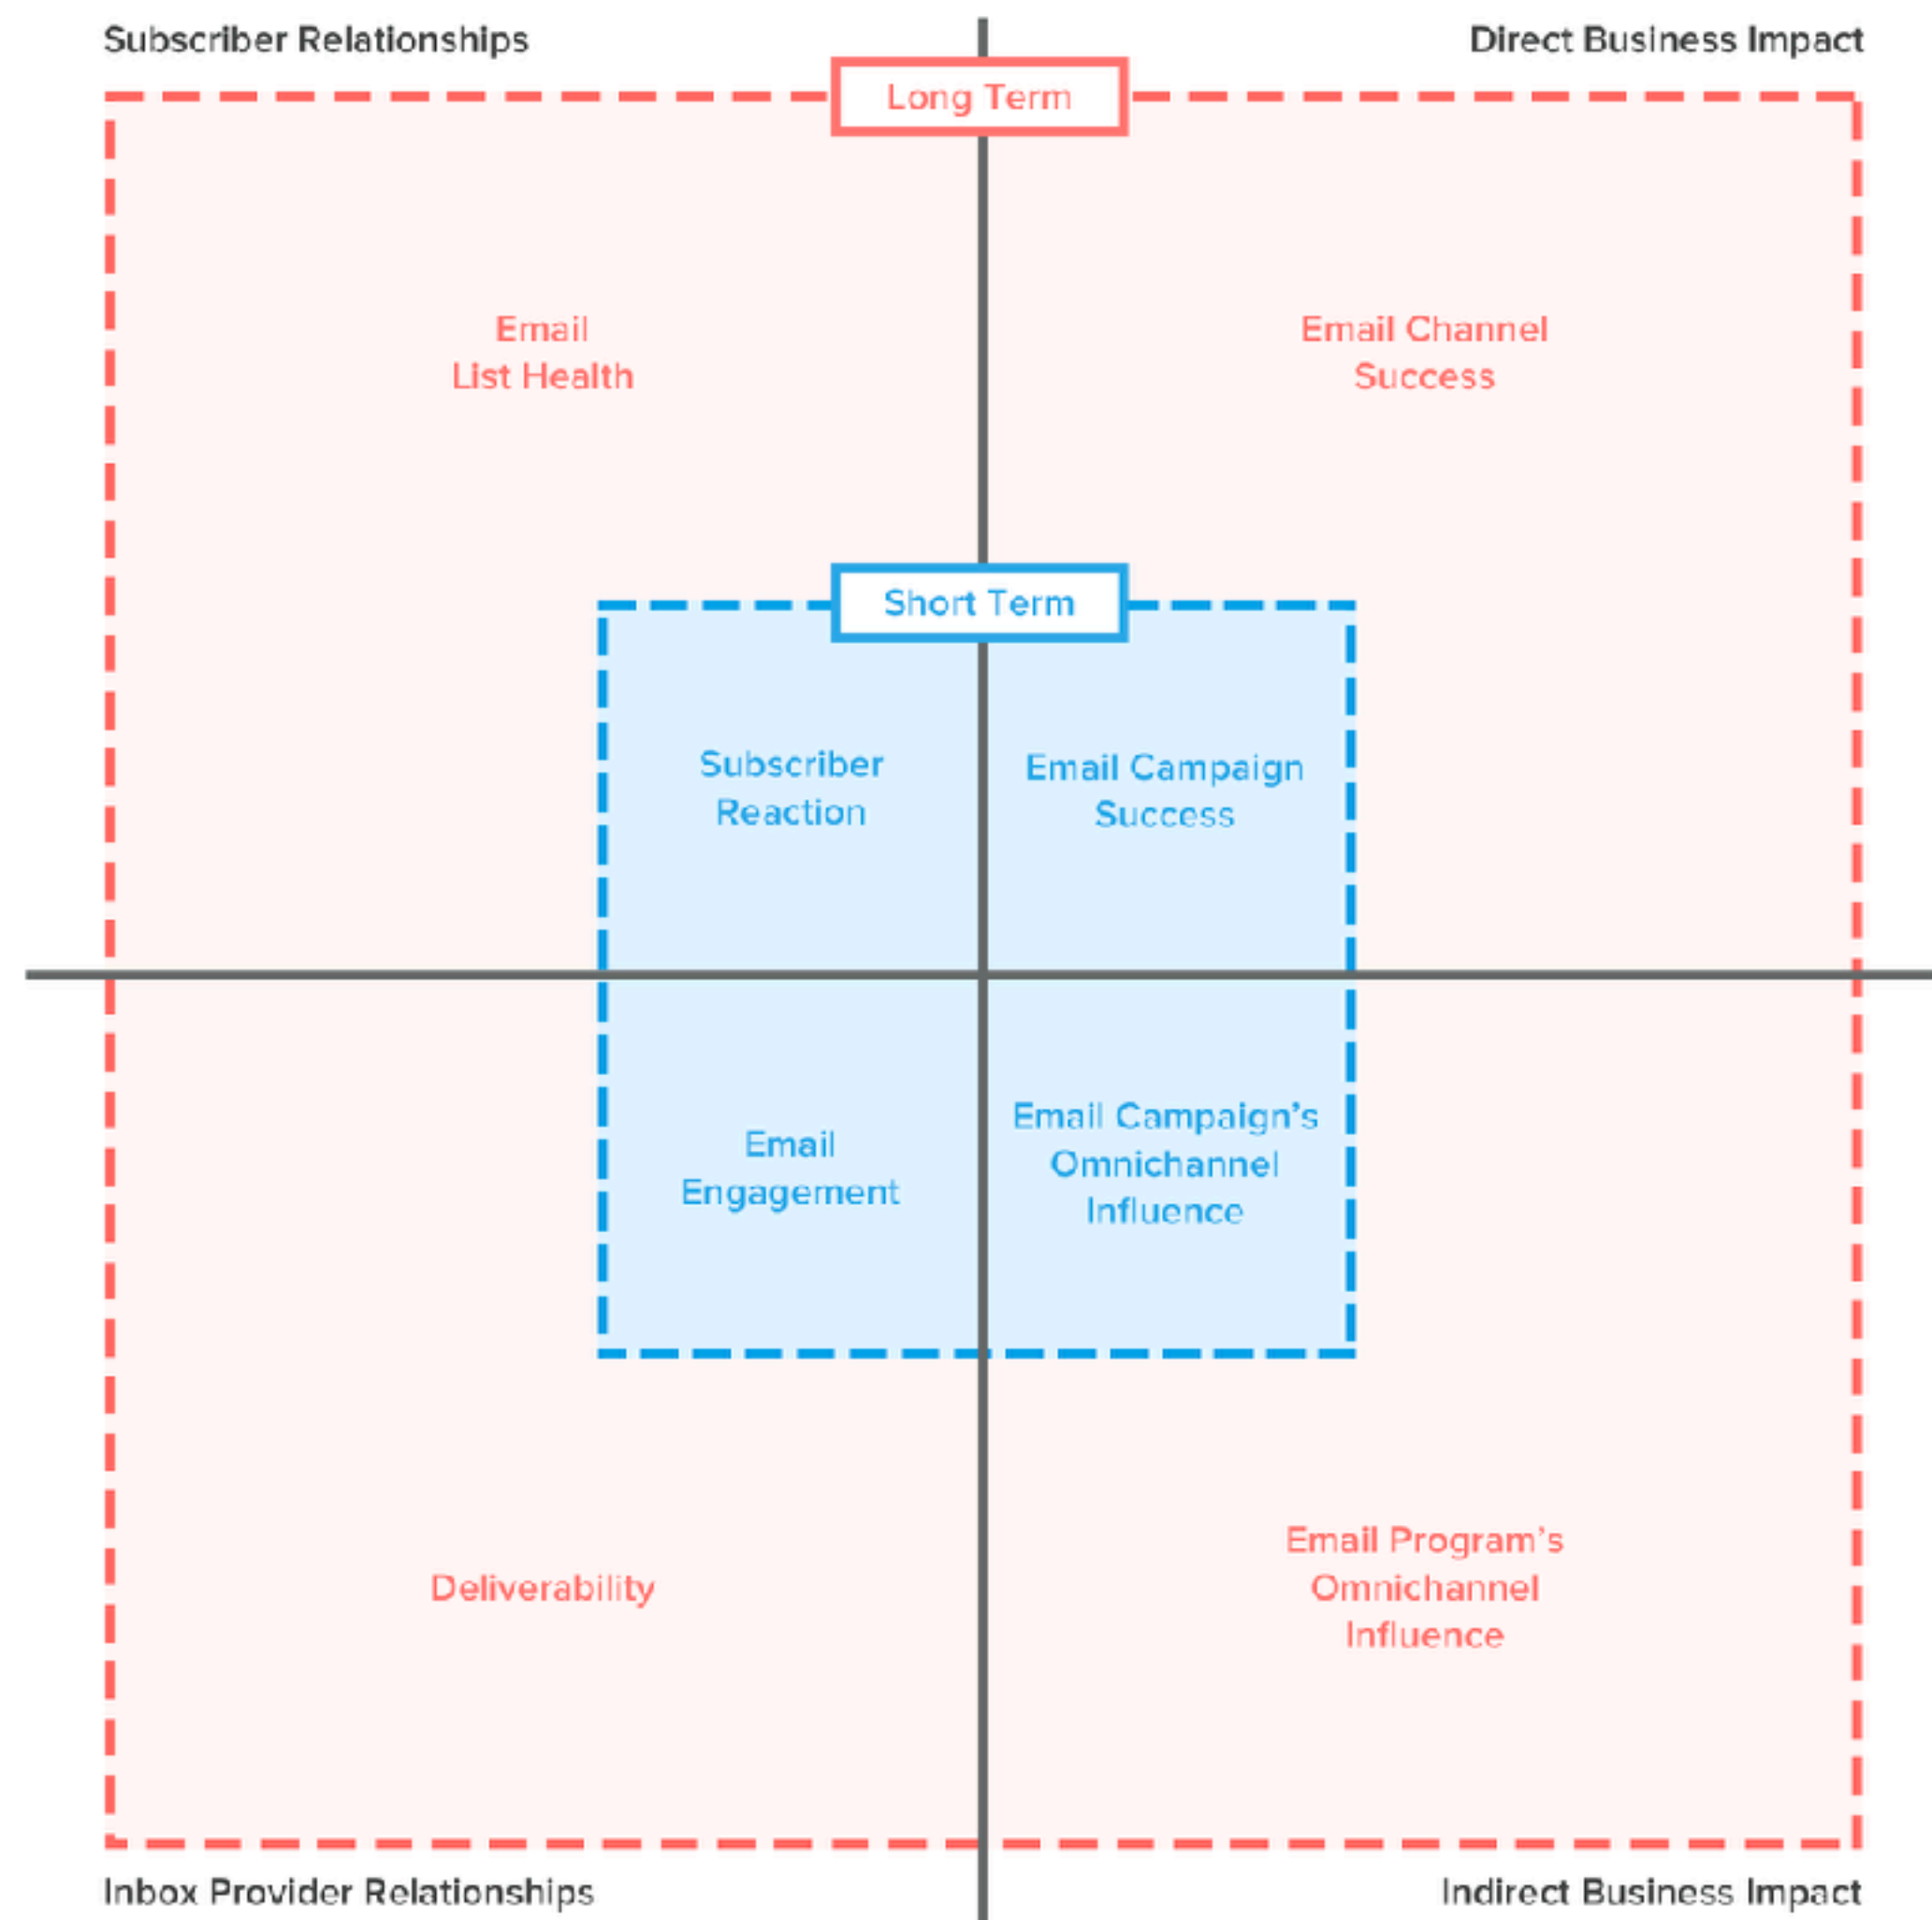 Subscriber Relationships
Direct Business Impact
Long Term
Email
List Health
Email Channel
Success
Short Term
Subscriber
Reaction
Email Campaign
Success
Email
Engagement
Email Campaign’s
Omnichannel
Influence
Deliverability
Email Program’s
Omnichannel
Influence
Inbox Provider Relationships
Indirect Business Impact